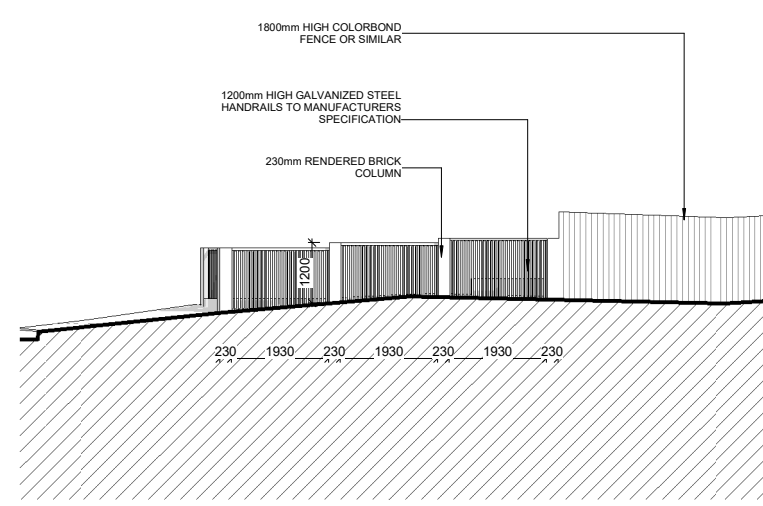 1800mm HIGH COLORBOND
FENCE OR SIMILAR
1200mm HIGH GALVANIZED STEEL
HANDRAILS TO MANUFACTURERS
SPECIFICATION
230mm RENDERED BRICK
COLUMN
1200
230 1930 230 1930 230 1930 230